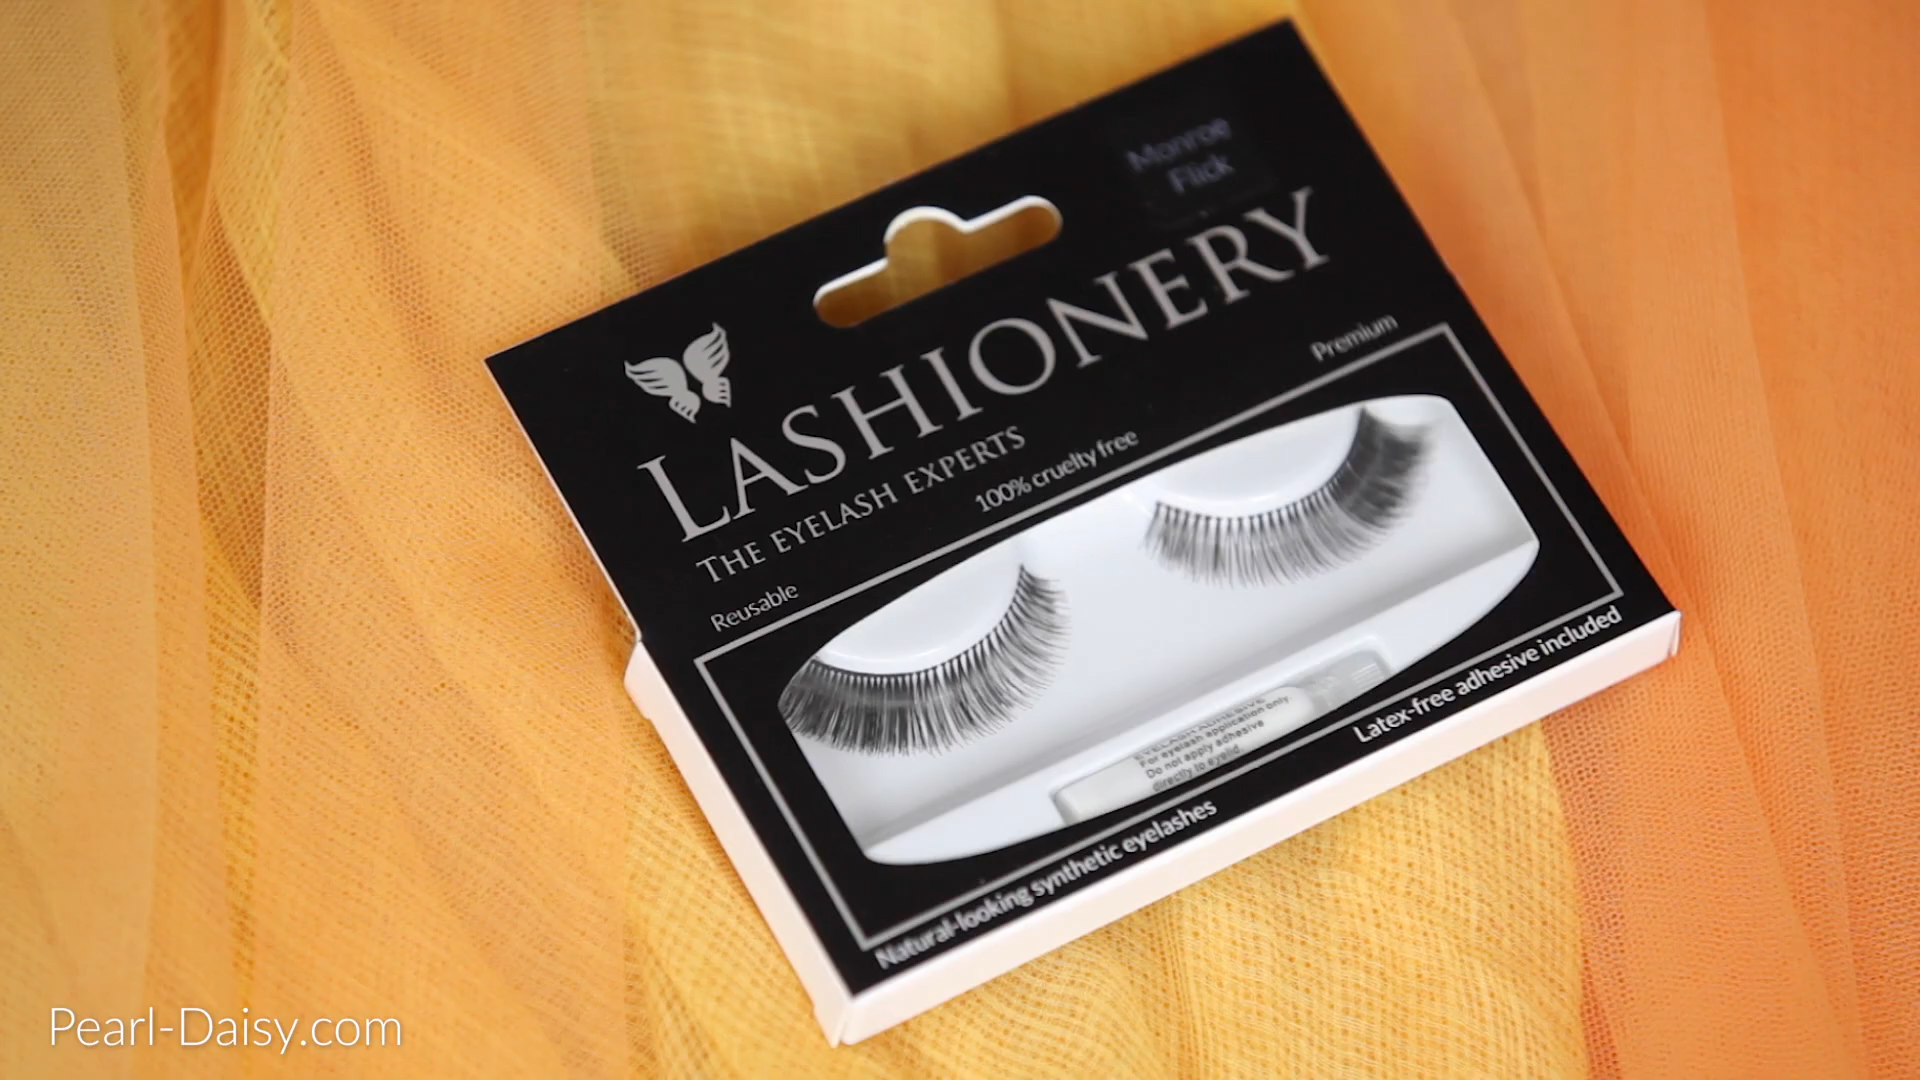 Monroe
Flick
LASHIONERY
THE EYELASH EXPERTS
Reusable
100% cruelty free
Premium
EYELASH ADHESIVE
For eyelash application only
Do not apply adhesive
directly to eyelid
Natural-looking synthetic eyelashes
Latex-free adhesive included
Pearl-Daisy.com